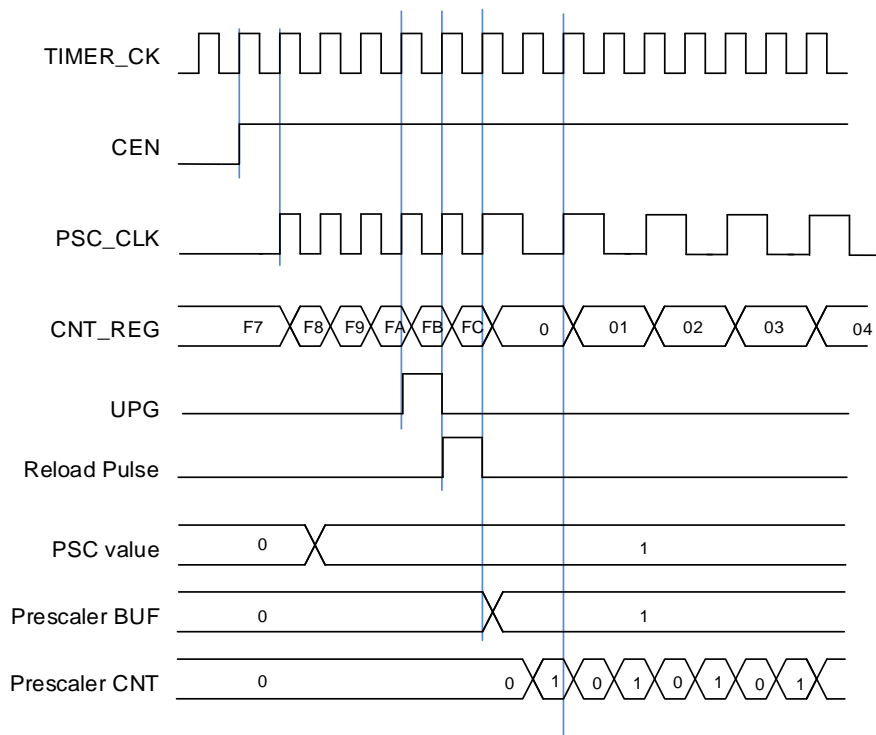 TIMER_CK
CEN
PSC_CLK
CNT_REG F7 F8 F9 FA FB FC 0 01 02 03 04
UPG
Reload Pulse
PSC value 0 1
Prescaler BUF 0 1
Prescaler CNT 0 0 1 0 1 0 1 0 1